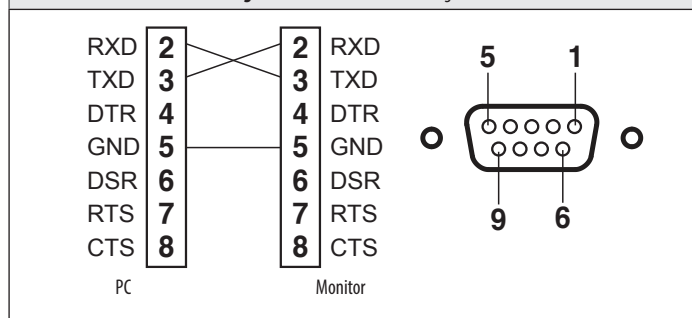 RXD 2 2 RXD 5 1
TXD 3 3 TXD
DTR 4 4 DTR
GND 5 5 GND
DSR 6 6 DSR
RTS 7 7 RTS 9 6
CTS 8 8 CTS
PC Monitor